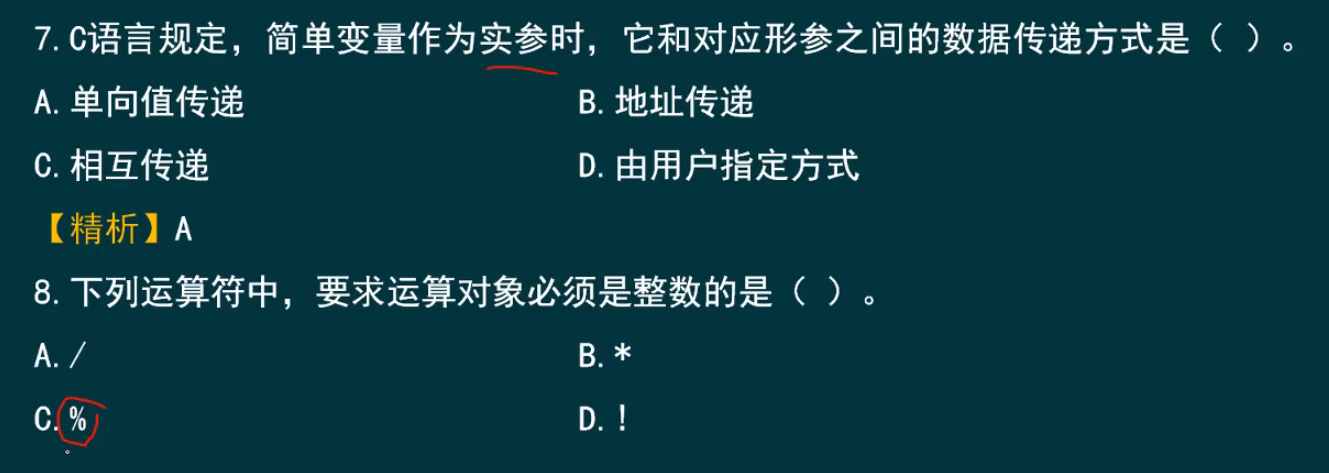 7. C语言规定，简单变量作为实参时，它和对应形参之间的数据传递方式是（ ）。
A. 单向值传递 B. 地址传递
C. 相互传递 D. 由用户指定方式
【精析】A
8. 下列运算符中，要求运算对象必须是整数的是（ ）。
A. / B. *
C. % D. !